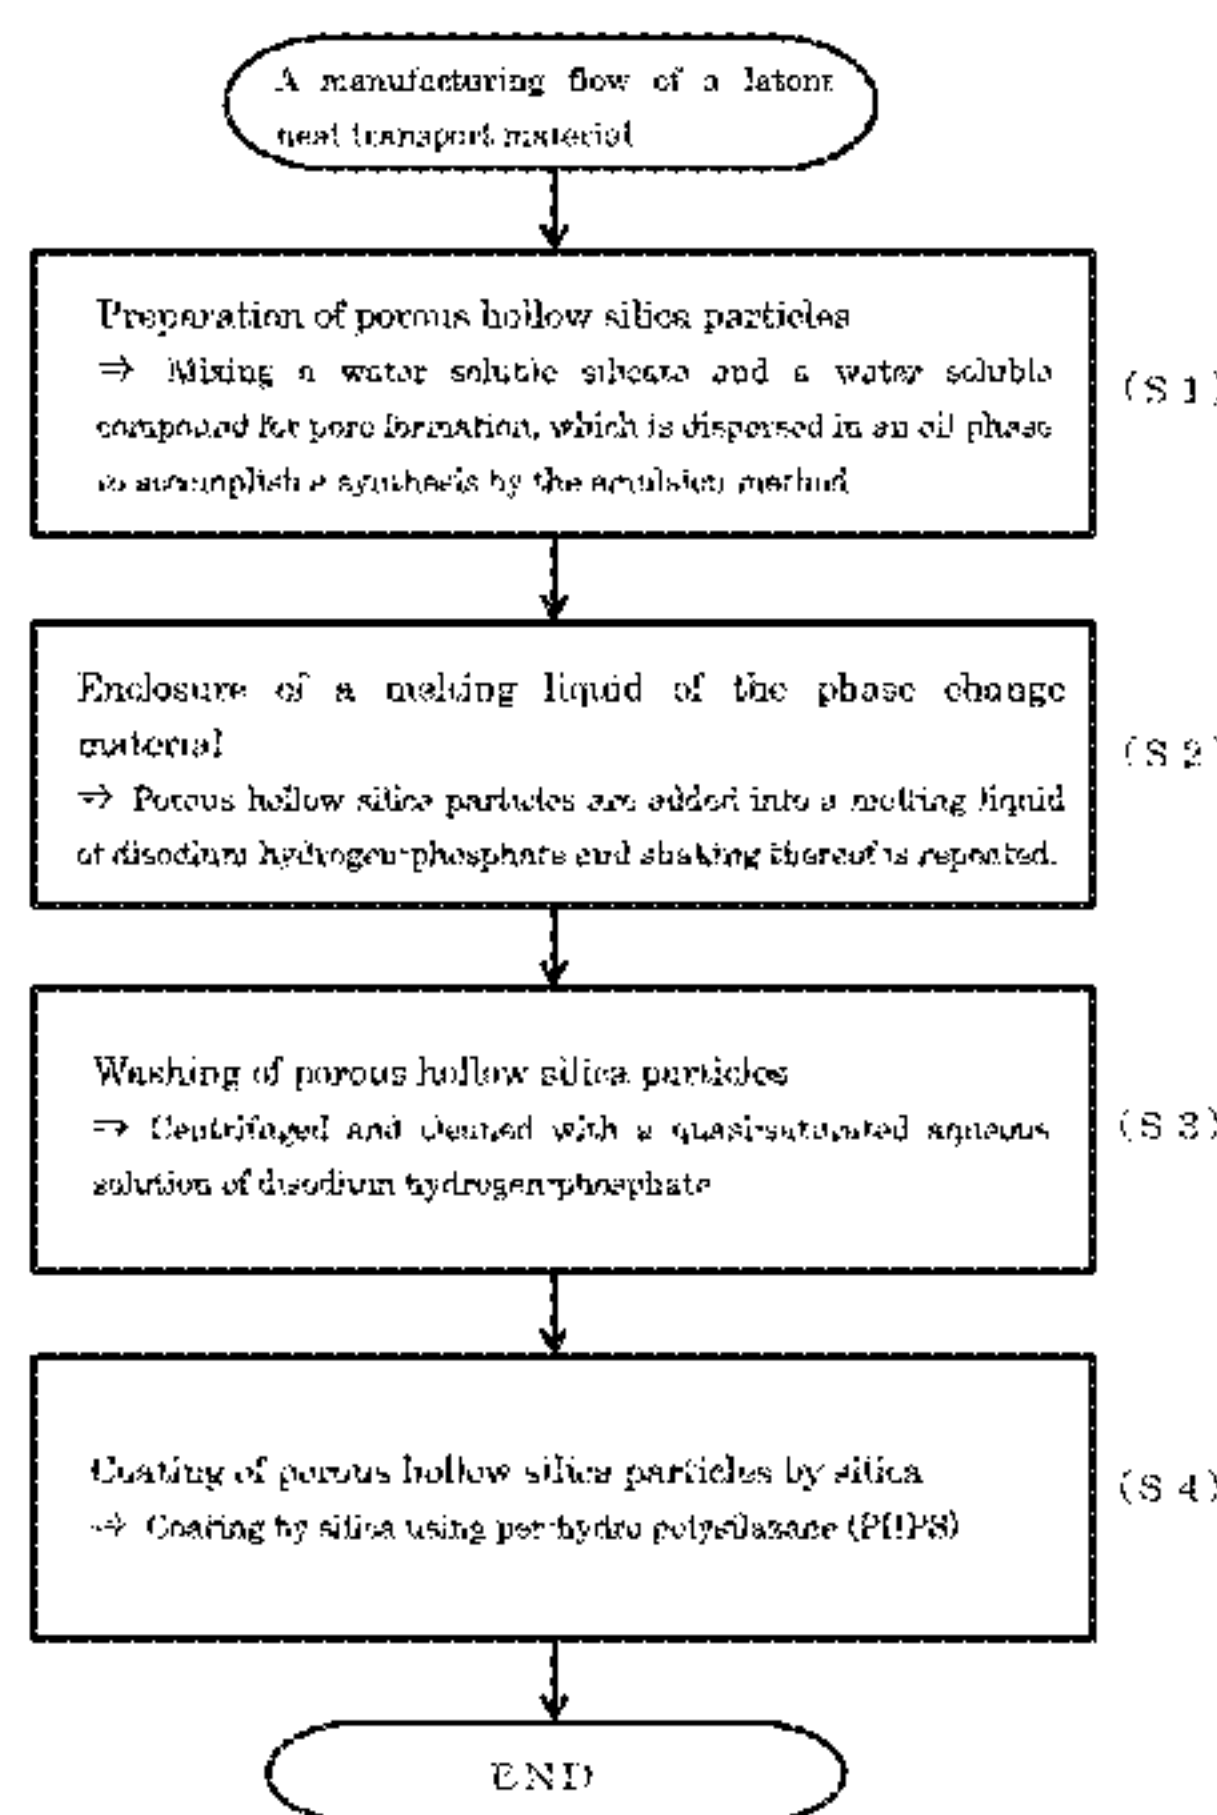 A manufacturing flow of a latent
heat transport material
Preparation of porous hollow silica particles
⇒ Mixing a water soluble silicate and a water soluble
compound for pore formation, which is dispersed in an oil phase
to accomplish a synthesis by the emulsion method
(S1)
Enclosure of a melting liquid of the phase change
material
⇒ Porous hollow silica particles are added into a melting liquid
of disodium hydrogen-phosphate and shaking thereof is repeated.
(S2)
Washing of porous hollow silica particles
⇒ Centrifuged and cleaned with a quasi-saturated aqueous
solution of disodium hydrogen-phosphate
(S3)
Coating of porous hollow silica particles by silica
⇒ Coating by silica using per-hydro polysilazane (PHPS)
(S4)
END